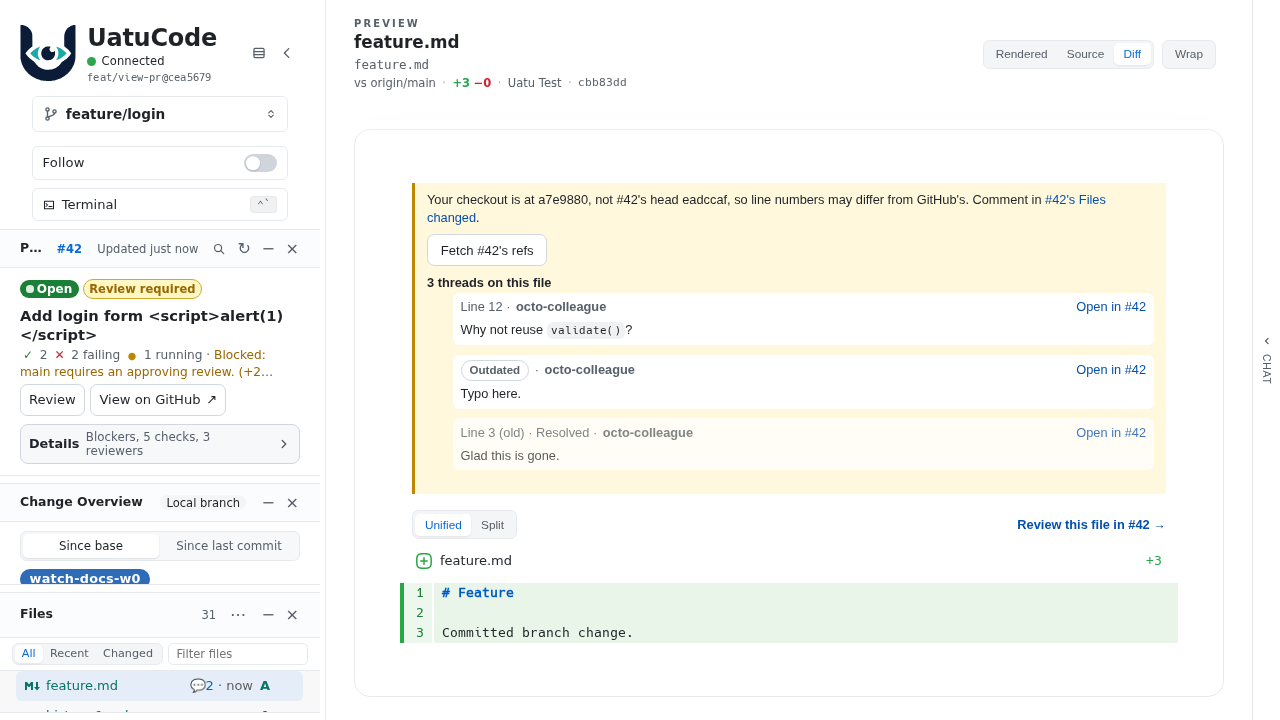 UatuCode
Connected
feat/view-pr@cea5679
feature/login
Follow
Terminal ^`
P... #42 Updated just now
Open Review required
Add login form <script>alert(1)
</script>
✓ 2 ✕ 2 failing ● 1 running · Blocked:
main requires an approving review. (+2...
Review View on GitHub ↗
Details Blockers, 5 checks, 3
reviewers
Change Overview Local branch
Since base Since last commit
watch-docs-w0
Files 31 ...
All Recent Changed Filter files
feature.md 💬2 · now A
PREVIEW
feature.md
feature.md
vs origin/main · +3 −0 · Uatu Test · cbb83dd
Rendered Source Diff Wrap
Your checkout is at a7e9880, not #42's head eadccaf, so line numbers may differ from GitHub's. Comment in #42's Files
changed.
Fetch #42's refs
3 threads on this file
Line 12 · octo-colleague Open in #42
Why not reuse validate()?
Outdated · octo-colleague Open in #42
Typo here.
Line 3 (old) · Resolved · octo-colleague Open in #42
Glad this is gone.
Unified Split Review this file in #42 →
feature.md +3
1 # Feature
2
3 Committed branch change.
CHAT